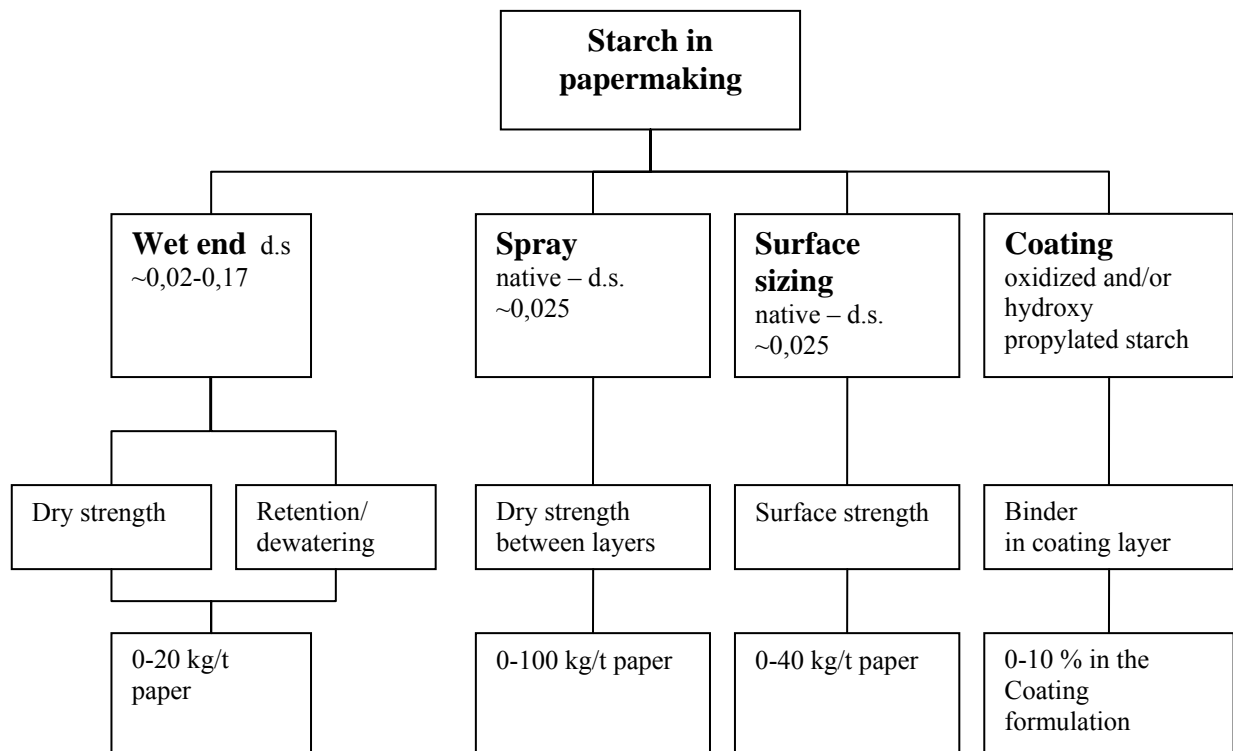 Starch in
papermaking
Wet end d.s
~0,02-0,17
Spray
native – d.s.
~0,025
Surface
sizing
native – d.s.
~0,025
Coating
oxidized and/or
hydroxy
propylated starch
Dry strength
Retention/
dewatering
Dry strength
between layers
Surface strength
Binder
in coating layer
0-20 kg/t
paper
0-100 kg/t paper
0-40 kg/t paper
0-10 % in the
Coating
formulation